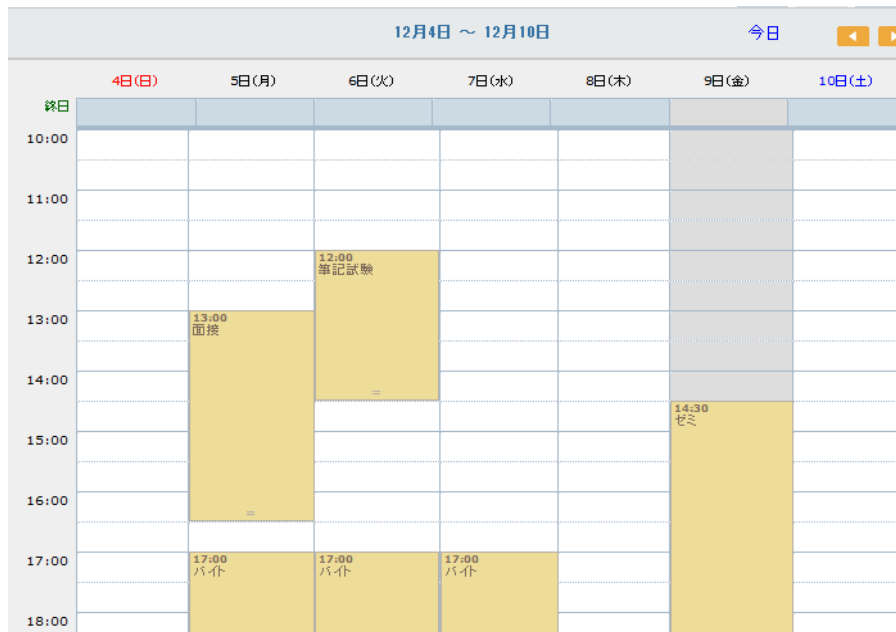 12月4日 ～ 12月10日
今日
4日(日)
5日(月)
6日(火)
7日(水)
8日(木)
9日(金)
10日(土)
終日
10:00
11:00
12:00
12:00
筆記試験
13:00
13:00
面接
14:00
14:30
ゼミ
15:00
16:00
17:00
17:00
バイト
17:00
バイト
17:00
バイト
18:00